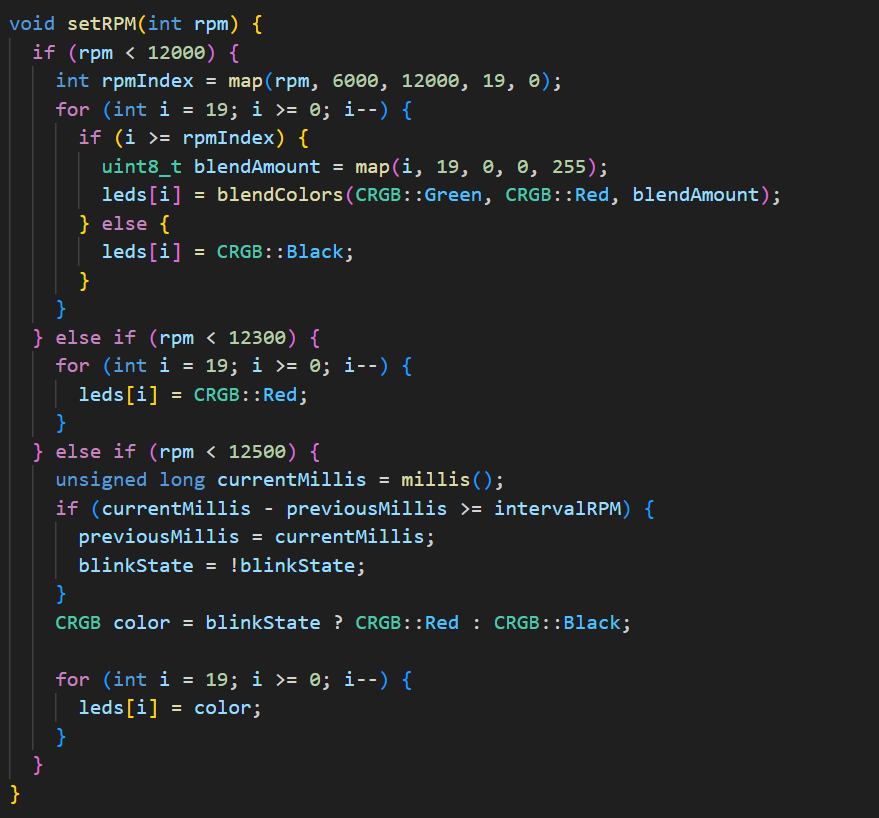 void setRPM(int rpm) {
  if (rpm < 12000) {
    int rpmIndex = map(rpm, 6000, 12000, 19, 0);
    for (int i = 19; i >= 0; i--) {
      if (i >= rpmIndex) {
        uint8_t blendAmount = map(i, 19, 0, 0, 255);
        leds[i] = blendColors(CRGB::Green, CRGB::Red, blendAmount);
      } else {
        leds[i] = CRGB::Black;
      }
    }
  } else if (rpm < 12300) {
    for (int i = 19; i >= 0; i--) {
      leds[i] = CRGB::Red;
    }
  } else if (rpm < 12500) {
    unsigned long currentMillis = millis();
    if (currentMillis - previousMillis >= intervalRPM) {
      previousMillis = currentMillis;
      blinkState = !blinkState;
    }
    CRGB color = blinkState ? CRGB::Red : CRGB::Black;

    for (int i = 19; i >= 0; i--) {
      leds[i] = color;
    }
  }
}